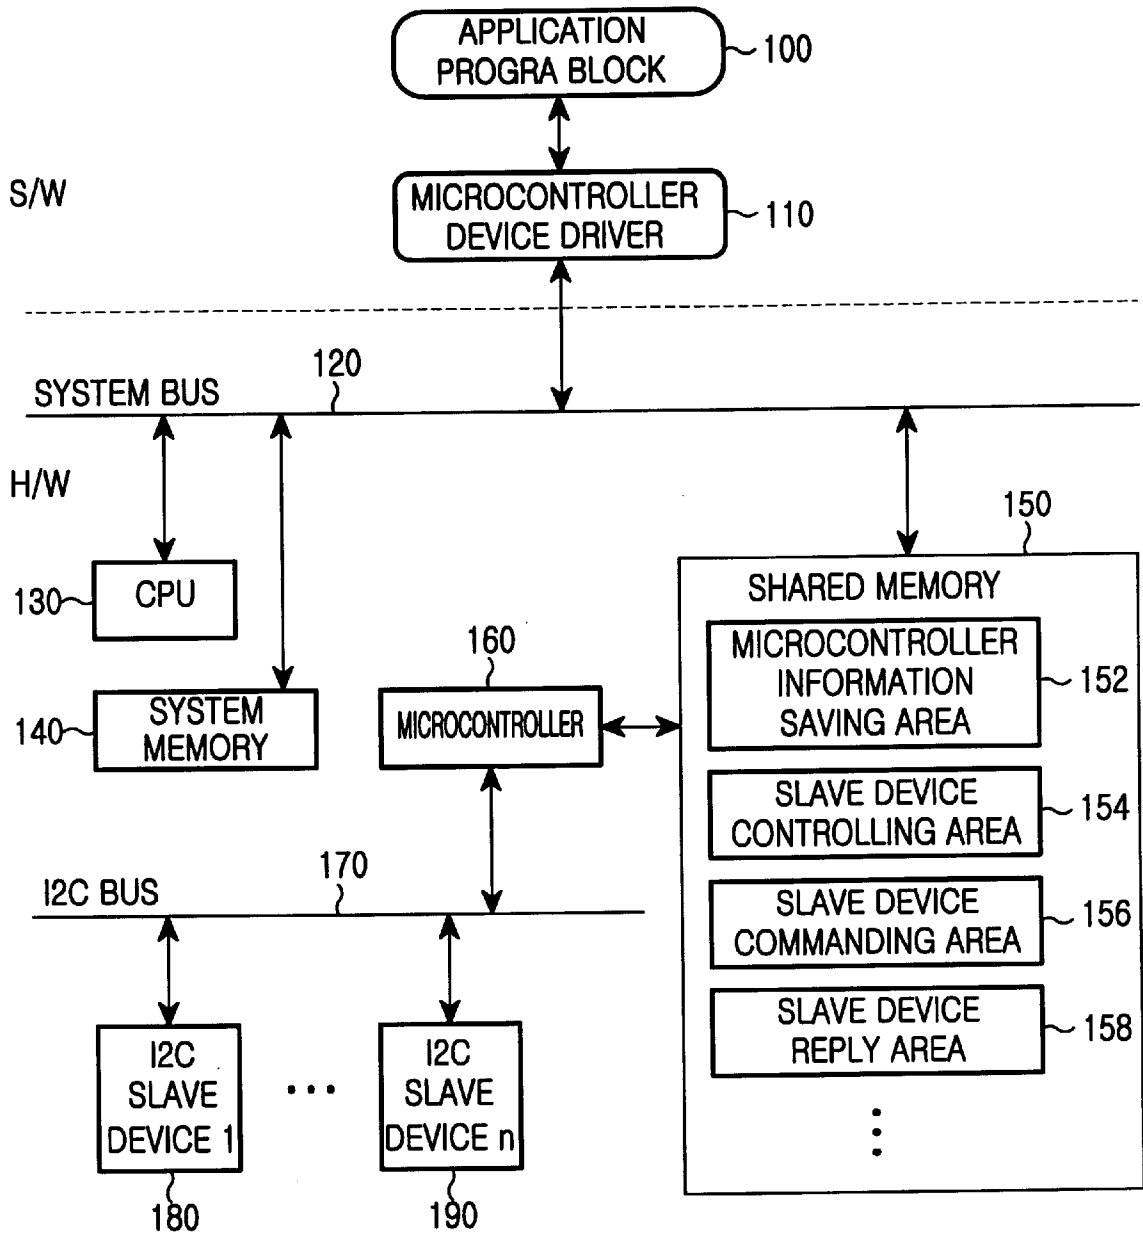 APPLICATION
PROGRA BLOCK
100
S/W
MICROCONTROLLER
DEVICE DRIVER
110
SYSTEM BUS
120
H/W
CPU
130
SYSTEM
MEMORY
140
160
MICROCONTROLLER
150
SHARED MEMORY
MICROCONTROLLER
INFORMATION
SAVING AREA
152
SLAVE DEVICE
CONTROLLING AREA
154
SLAVE DEVICE
COMMANDING AREA
156
SLAVE DEVICE
REPLY AREA
158
I2C BUS
170
I2C
SLAVE
DEVICE 1
180
I2C
SLAVE
DEVICE n
190